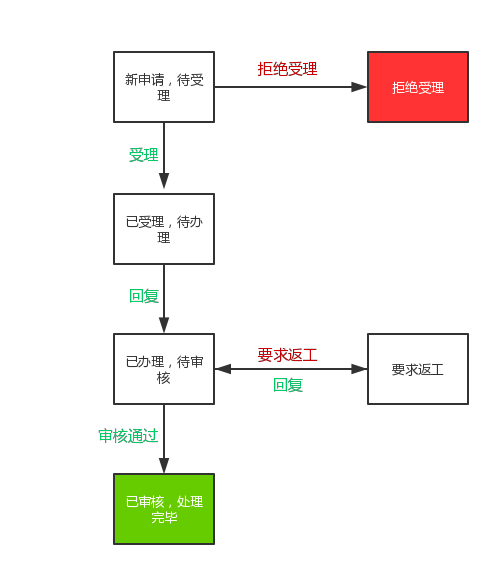 新申请，待受
理
拒绝受理
拒绝受理
受理
已受理，待办
理
回复
已办理，待审
核
要求返工
回复
要求返工
审核通过
已审核，处理
完毕